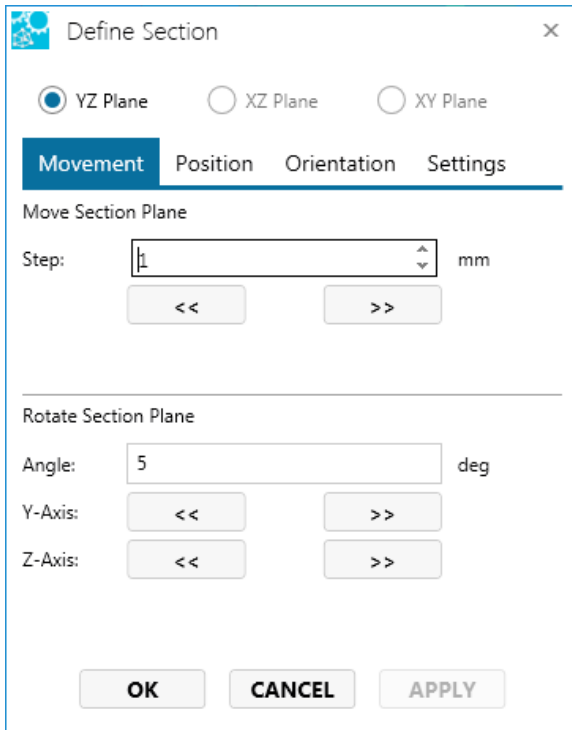 Define Section
YZ Plane XZ Plane XY Plane
Movement Position Orientation Settings
Move Section Plane
Step: 1 mm
<< >>
Rotate Section Plane
Angle: 5 deg
Y-Axis: << >>
Z-Axis: << >>
OK CANCEL APPLY